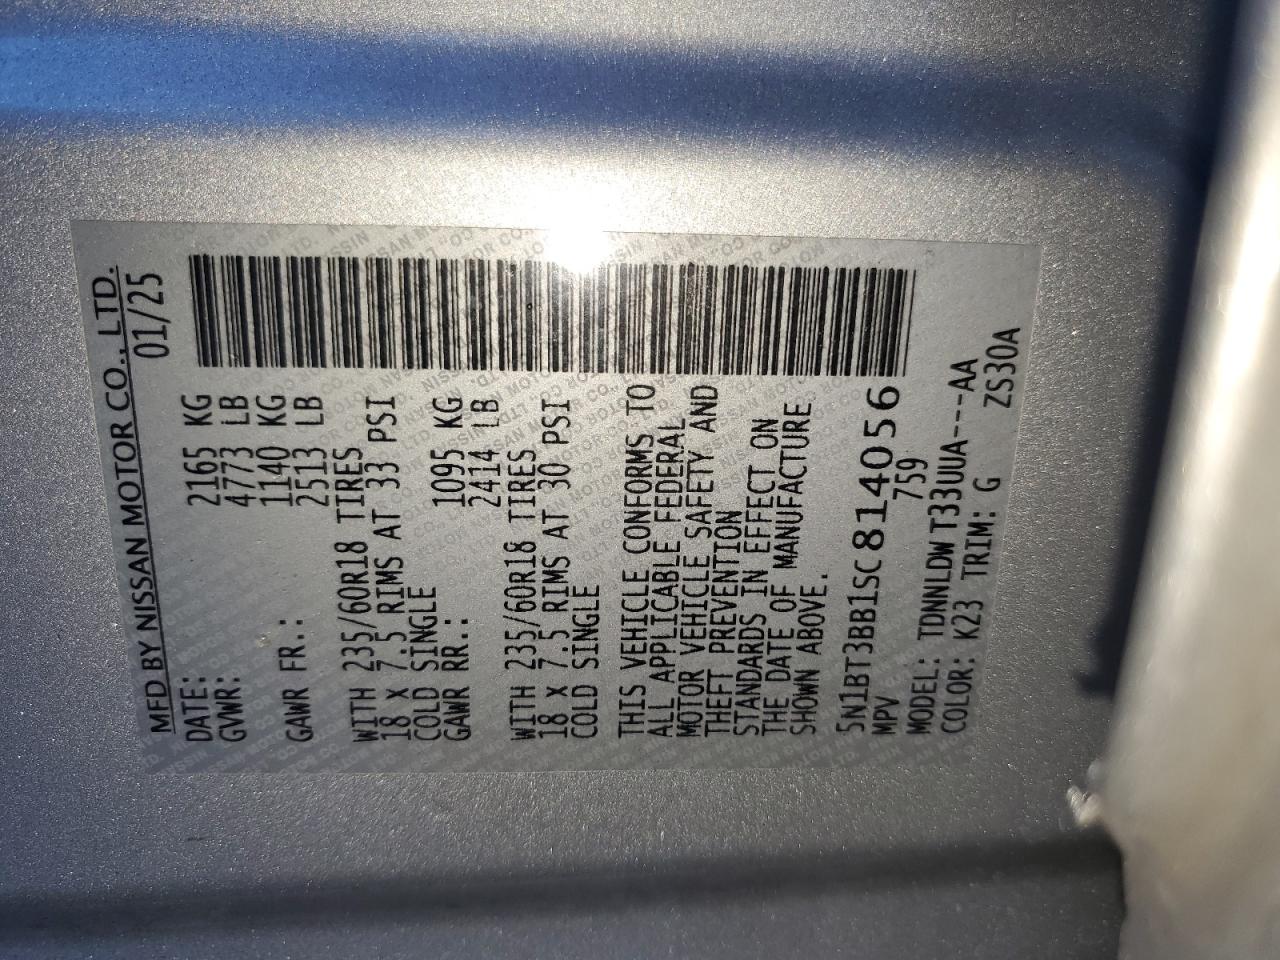 MFD BY NISSAN MOTOR CO., LTD.
DATE: 01/25
GVWR: 2165 KG
4773 LB
GAWR FR.: 1140 KG
2513 LB
WITH 235/60R18 TIRES
18 X 7.5 RIMS AT 33 PSI
COLD SINGLE
GAWR RR.: 1095 KG
2414 LB
WITH 235/60R18 TIRES
18 X 7.5 RIMS AT 30 PSI
COLD SINGLE
THIS VEHICLE CONFORMS TO
ALL APPLICABLE FEDERAL
MOTOR VEHICLE SAFETY AND
THEFT PREVENTION
STANDARDS IN EFFECT ON
THE DATE OF MANUFACTURE
SHOWN ABOVE.
5N1BT3BB1SC814056
MPV 759
MODEL: TDNNLDW T33UUA---AA
COLOR: K23 TRIM: G ZS30A